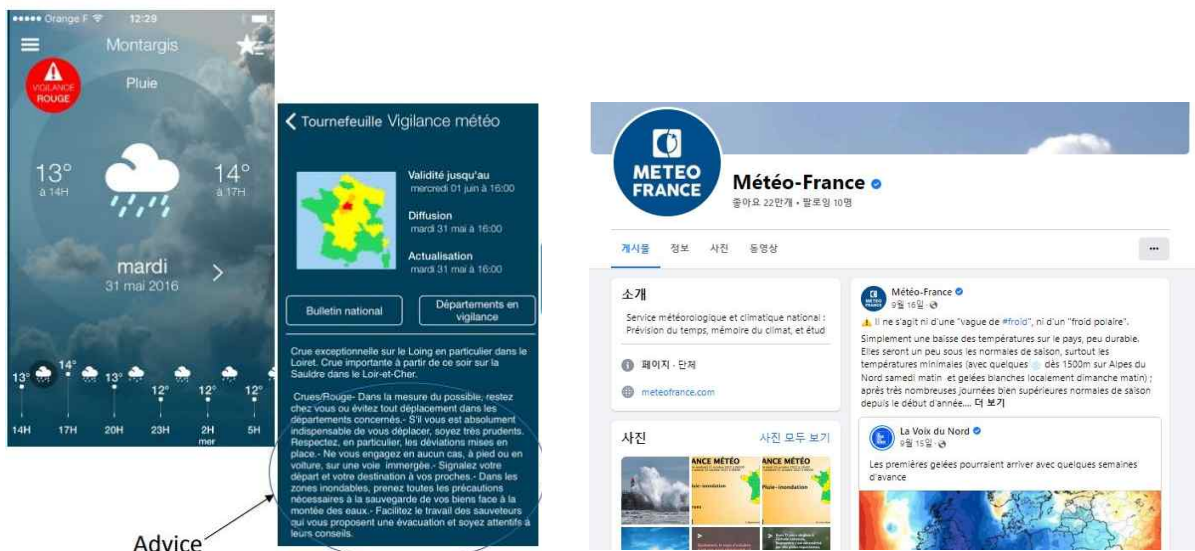 Orange F 12:29
Montargis
VIGILANCE
ROUGE
Pluie
13°
à 14H
14°
à 17H
mardi
31 mai 2016
13° 14° 13° 12° 12° 12°
14H 17H 20H 23H 2H 5H
mer
Tournefeuille Vigilance météo
Validité jusqu'au
mercredi 01 juin à 16:00
Diffusion
mardi 31 mai à 16:00
Actualisation
mardi 31 mai à 16:00
Bulletin national
Départements en
vigilance
Crue exceptionnelle sur le Loing en particulier dans le
Loiret. Crue importante à partir de ce soir sur la
Sauldre dans le Loir-et-Cher.
Crues/Rouge- Dans la mesure du possible, restez
chez vous ou évitez tout déplacement dans les
départements concernés.- S'il vous est absolument
indispensable de vous déplacer, soyez très prudents.
Respectez, en particulier, les déviations mises en
place.- Ne vous engagez en aucun cas, à pied ou en
voiture, sur une voie immergée.- Signalez votre
départ et votre destination à vos proches.- Dans les
zones inondables, prenez toutes les précautions
nécessaires à la sauvegarde de vos biens face à la
montée des eaux.- Facilitez le travail des sauveteurs
qui vous proposent une évacuation et soyez attentifs à
leurs conseils.
Advice
METEO
FRANCE
Météo-France
좋아요 22만개 • 팔로잉 10명
게시물 정보 사진 동영상
소개
Service météorologique et climatique national :
Prévision du temps, mémoire du climat, et étud
페이지 · 단체
meteofrance.com
사진
사진 모두 보기
ANCE MÉTÉO
Pluie-inondation
ANCE MÉTÉO
Pluie-inondation
Météo-France
9월 16일
Il ne s'agit ni d'une "vague de #froid", ni d'un "froid polaire".
Simplement une baisse des températures sur le pays, peu durable.
Elles seront un peu sous les normales de saison, surtout les
températures minimales (avec quelques dès 1500m sur Alpes du
Nord samedi matin et gelées blanches localement dimanche matin) ;
après très nombreuses journées bien supérieures normales de saison
depuis le début d'année.... 더 보기
La Voix du Nord
9월 15일
Les premières gelées pourraient arriver avec quelques semaines
d'avance